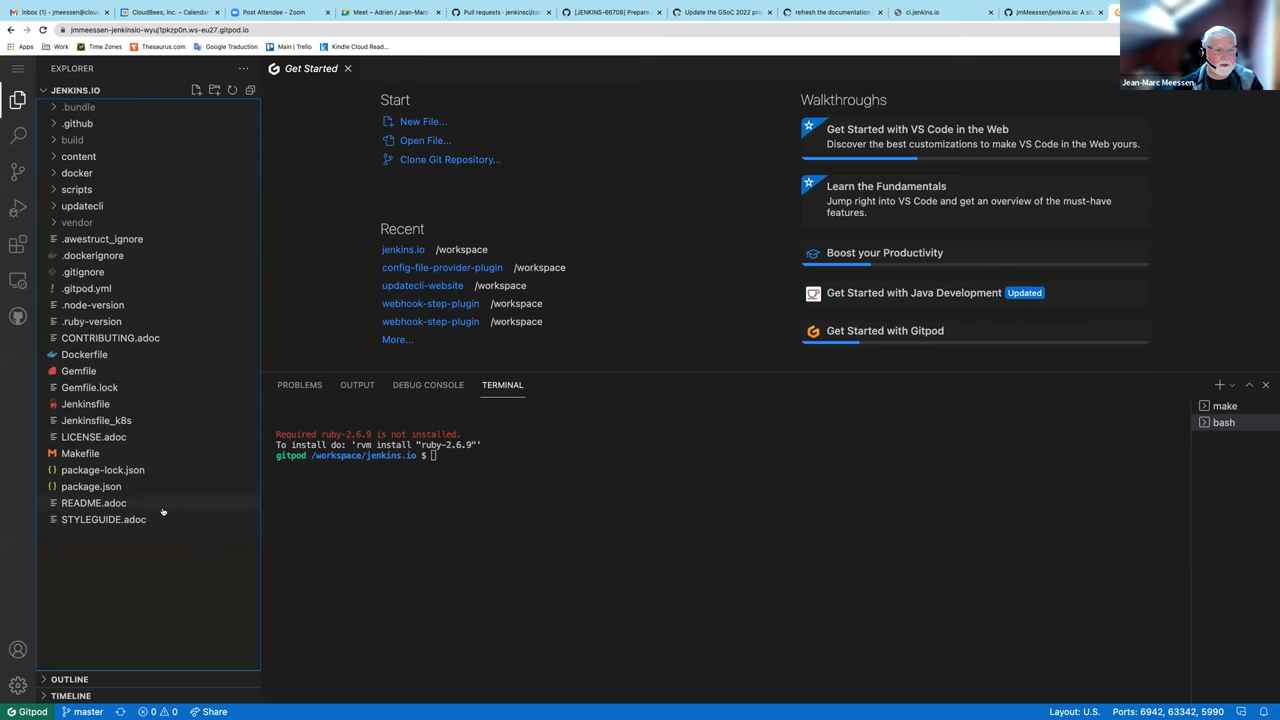 Inbox (1) - jmeessen@cloud
CloudBees, Inc. – Calendar
Post Attendee - Zoom
Meet – Adrien / Jean-Marc
Pull requests · jenkinsci/con
[JENKINS-66708] Prepare
Update the GSoC 2022 pro
refresh the documentation
ci.jenkins.io
jmMeessen/jenkins.io: A st
jmmeessen-jenkinsio-wyuj1pkzp0n.ws-eu27.gitpod.io
Apps
Work
Time Zones
Thesaurus.com
Google Traduction
Main | Trello
Kindle Cloud Read...
Jean-Marc Meessen
EXPLORER
Get Started
JENKINS.IO
.bundle
.github
build
content
docker
scripts
updatecli
vendor
.awestruct_ignore
.dockerignore
.gitignore
.gitpod.yml
.node-version
.ruby-version
CONTRIBUTING.adoc
Dockerfile
Gemfile
Gemfile.lock
Jenkinsfile
Jenkinsfile_k8s
LICENSE.adoc
Makefile
package-lock.json
package.json
README.adoc
STYLEGUIDE.adoc
OUTLINE
TIMELINE
Start
New File...
Open File...
Clone Git Repository...
Recent
jenkins.io /workspace
config-file-provider-plugin /workspace
updatecli-website /workspace
webhook-step-plugin /workspace
webhook-step-plugin /workspace
More...
Walkthroughs
Get Started with VS Code in the Web
Discover the best customizations to make VS Code in the Web yours.
Learn the Fundamentals
Jump right into VS Code and get an overview of the must-have
features.
Boost your Productivity
Get Started with Java Development Updated
Get Started with Gitpod
PROBLEMS OUTPUT DEBUG CONSOLE TERMINAL
Required ruby-2.6.9 is not installed.
To install do: 'rvm install "ruby-2.6.9"'
gitpod /workspace/jenkins.io $
make
bash
Gitpod master 0 0 Share
Layout: U.S. Ports: 6942, 63342, 5990